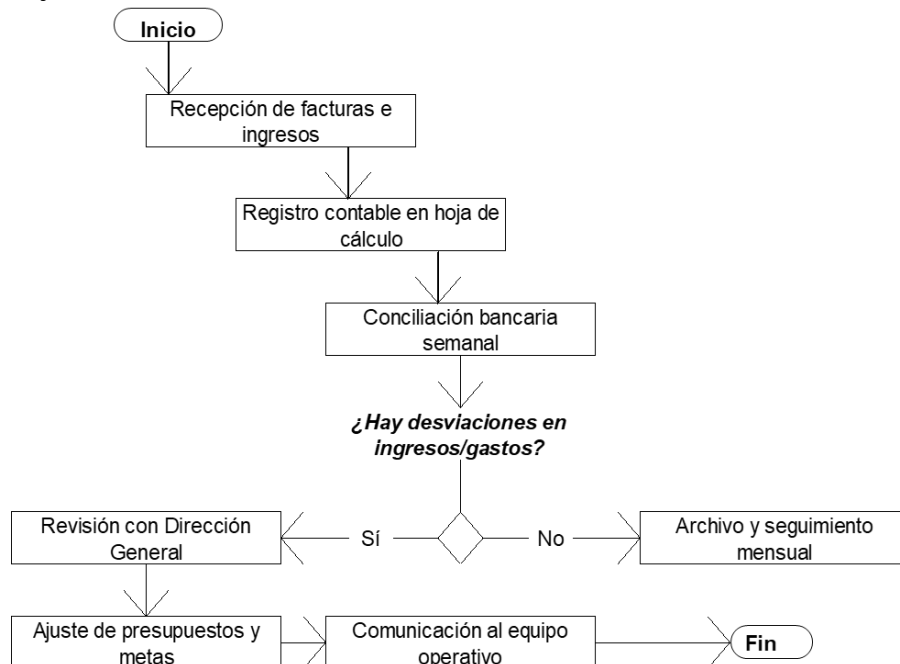 Inicio
Recepción de facturas e
ingresos
Registro contable en hoja de
cálculo
Conciliación bancaria
semanal
¿Hay desviaciones en
ingresos/gastos?
Revisión con Dirección
General
Sí
No
Archivo y seguimiento
mensual
Ajuste de presupuestos y
metas
Comunicación al equipo
operativo
Fin